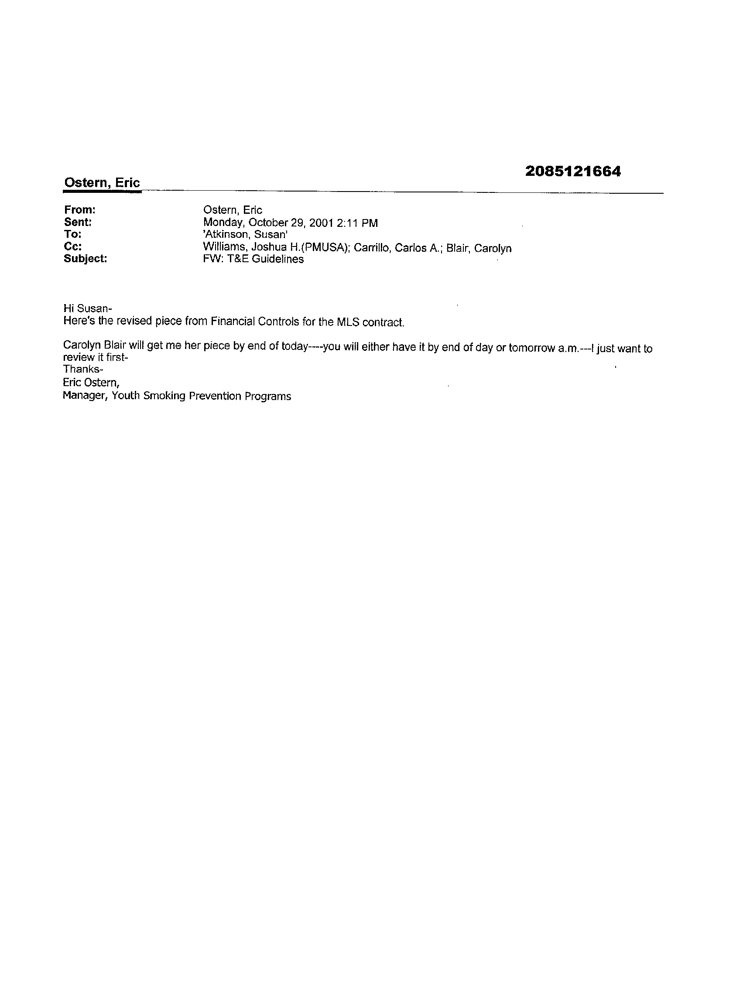 2085121664
Ostern, Eric
From: Ostern, Eric
Sent: Monday, October 29, 2001 2:11 PM
To: 'Atkinson, Susan'
Cc: Williams, Joshua H.(PMUSA); Carrillo, Carlos A.; Blair, Carolyn
Subject: FW: T&E Guidelines
Hi Susan-
Here's the revised piece from Financial Controls for the MLS contract.
Carolyn Blair will get me her piece by end of today----you will either have it by end of day or tomorrow a.m.---I just want to
review it first-
Thanks-
Eric Ostern,
Manager, Youth Smoking Prevention Programs